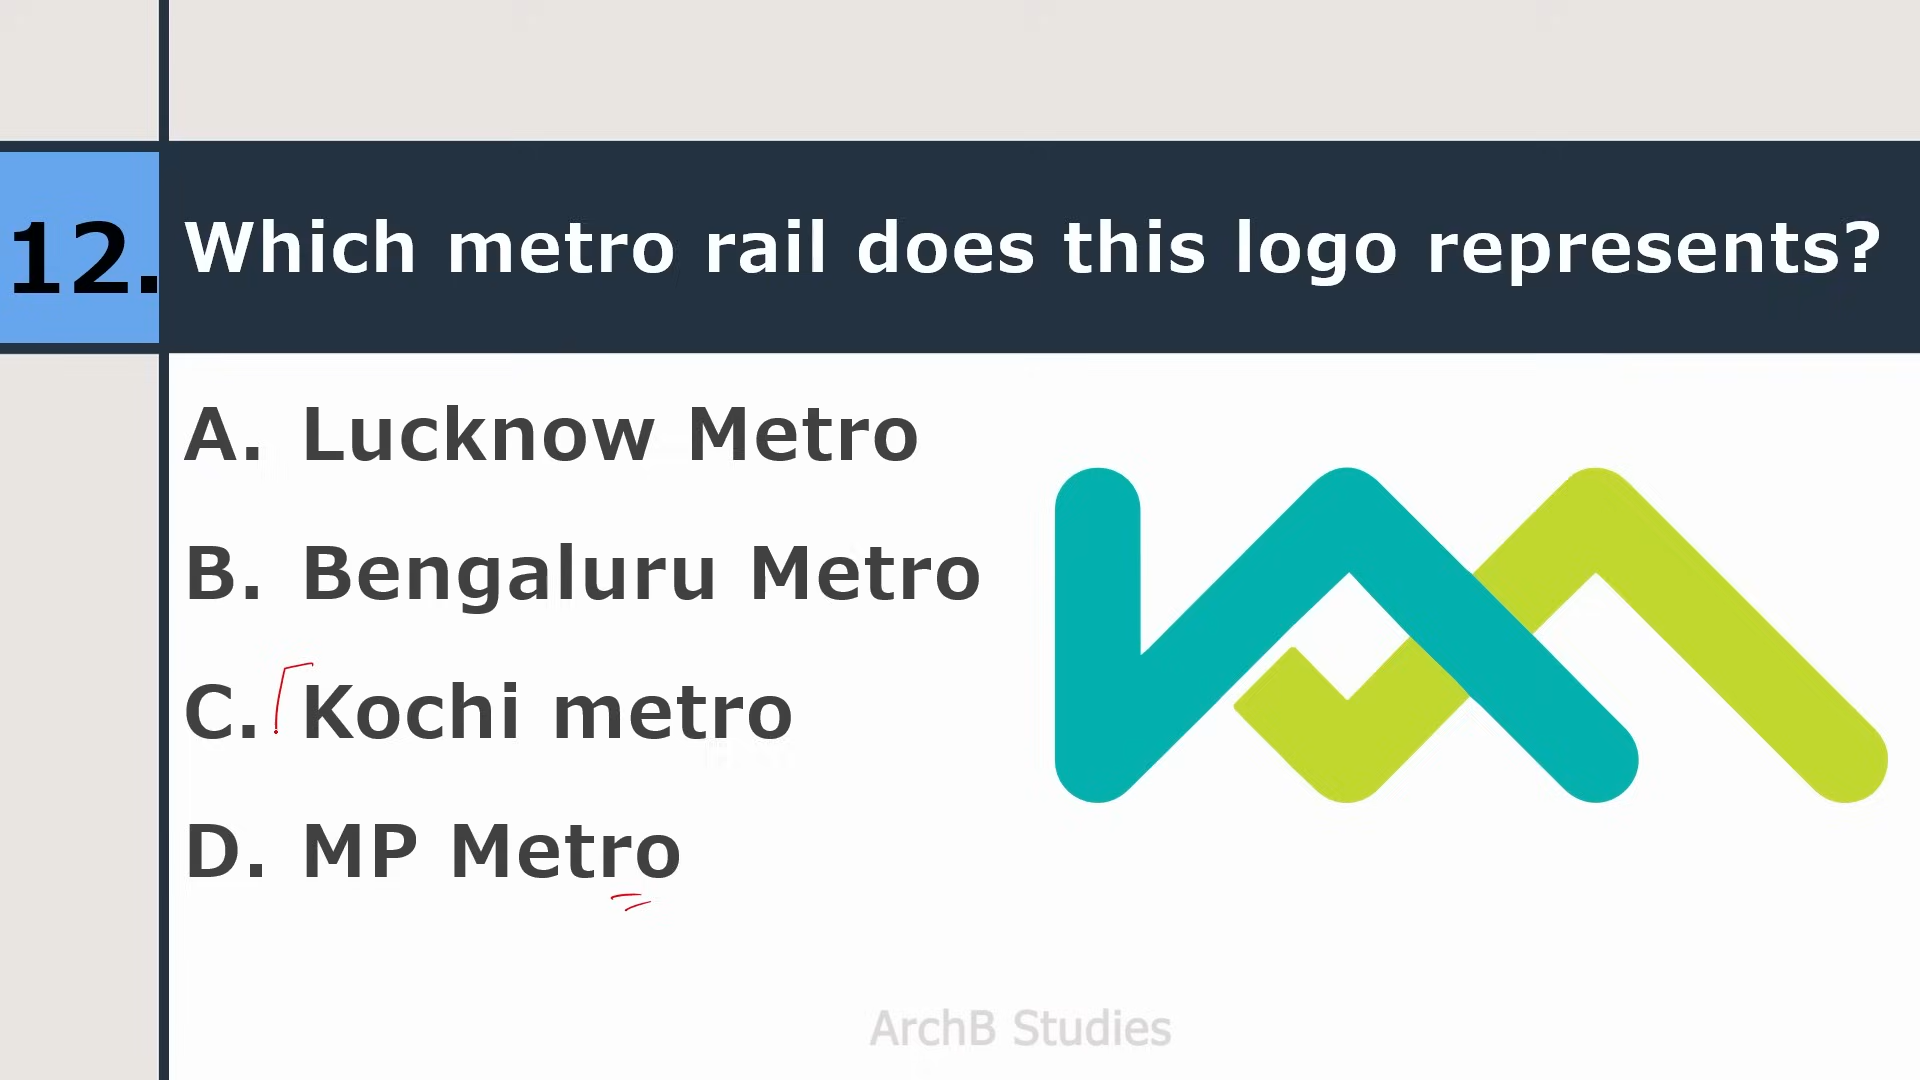 12. Which metro rail does this logo represents?
A. Lucknow Metro
B. Bengaluru Metro
C. Kochi metro
D. MP Metro
ArchB Studies